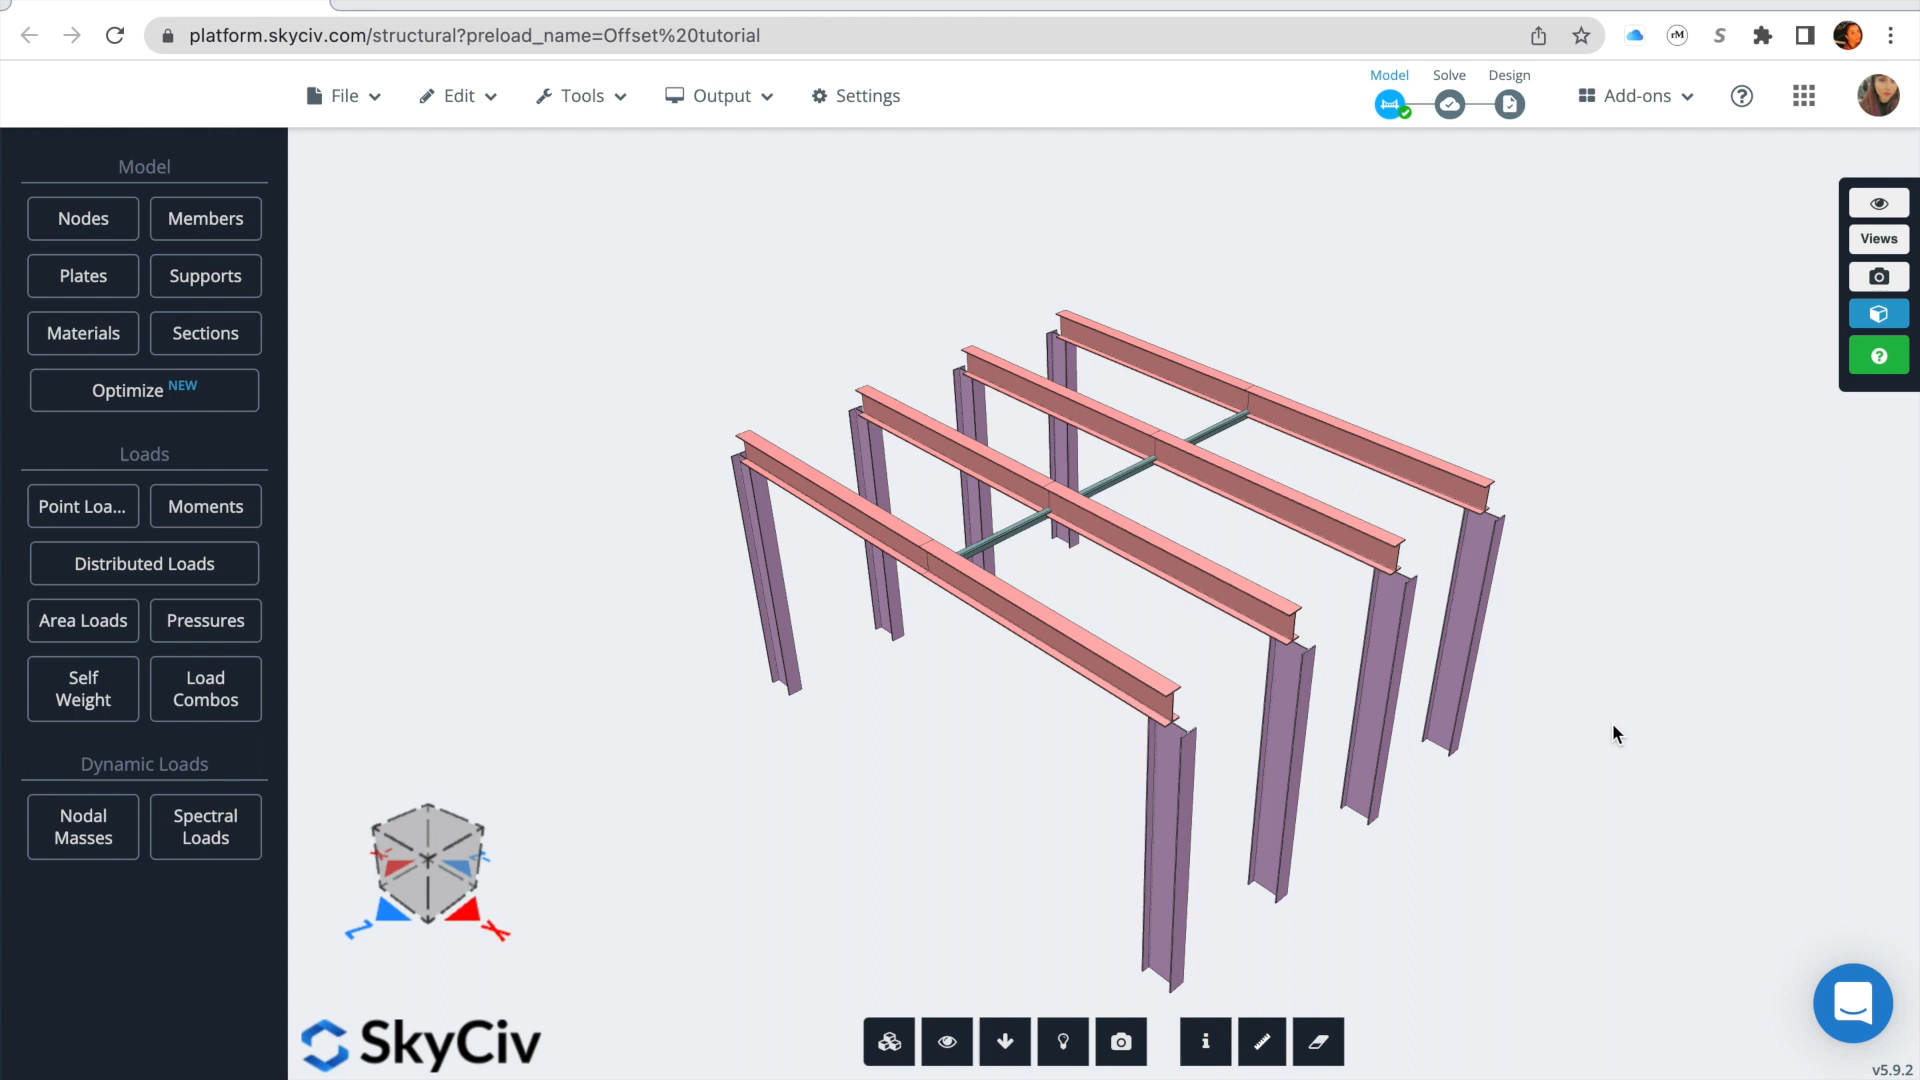 platform.skyciv.com/structural?preload_name=Offset%20tutorial
rM
S
File
Edit
Tools
Output
Settings
Model
Solve
Design
Add-ons
Model
Nodes
Members
Plates
Supports
Materials
Sections
Optimize NEW
Loads
Point Loa...
Moments
Distributed Loads
Area Loads
Pressures
Self
Weight
Load
Combos
Dynamic Loads
Nodal
Masses
Spectral
Loads
Views
Z
X
SkyCiv
v5.9.2